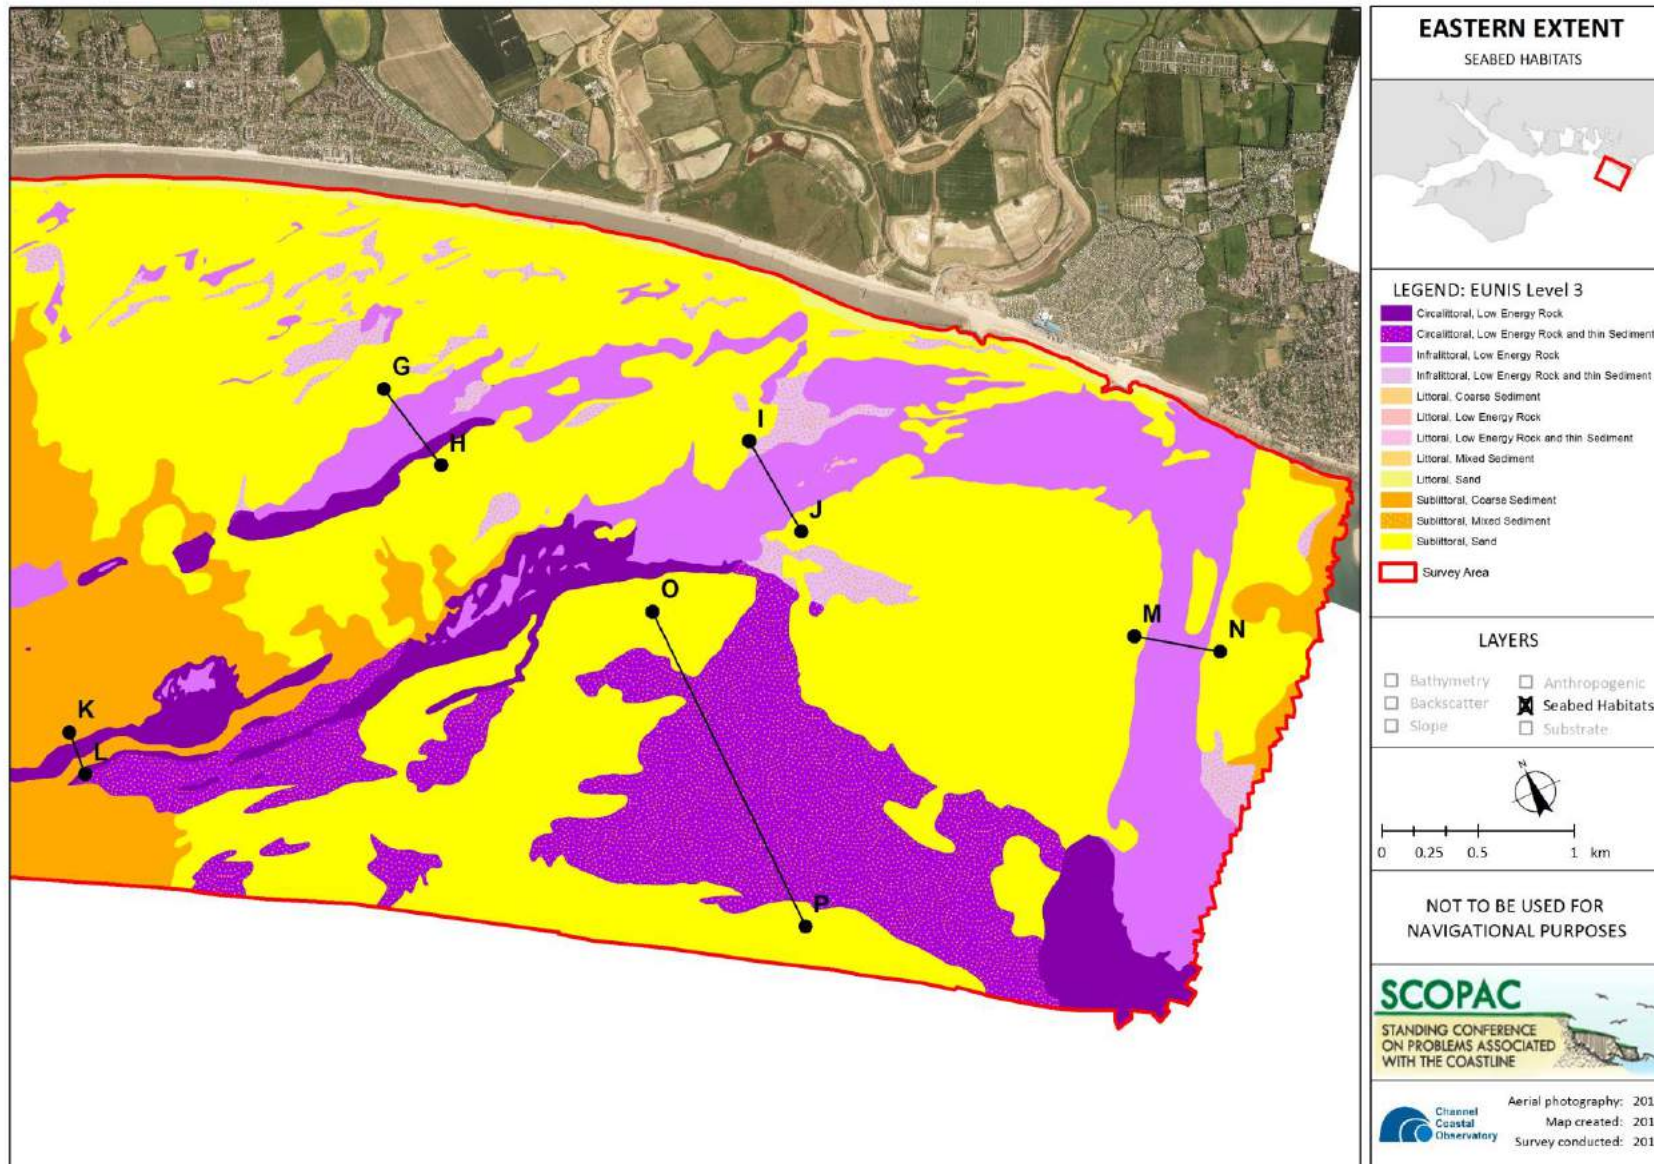 EASTERN EXTENT
SEABED HABITATS
LEGEND: EUNIS Level 3
Circalittoral, Low Energy Rock
Circalittoral, Low Energy Rock and thin Sediment
Infralittoral, Low Energy Rock
Infralittoral, Low Energy Rock and thin Sediment
Littoral, Coarse Sediment
Littoral, Low Energy Rock
Littoral, Low Energy Rock and thin Sediment
Littoral, Mixed Sediment
Littoral, Sand
Sublittoral, Coarse Sediment
Sublittoral, Mixed Sediment
Sublittoral, Sand
Survey Area
LAYERS
Bathymetry
Anthropogenic
Backscatter
Seabed Habitats
Slope
Substrate
N
0 0.25 0.5 1 km
NOT TO BE USED FOR
NAVIGATIONAL PURPOSES
SCOPAC
STANDING CONFERENCE
ON PROBLEMS ASSOCIATED
WITH THE COASTLINE
Channel
Coastal
Observatory
Aerial photography: 201
Map created: 201
Survey conducted: 201
G
H
I
J
O
M
N
K
L
P